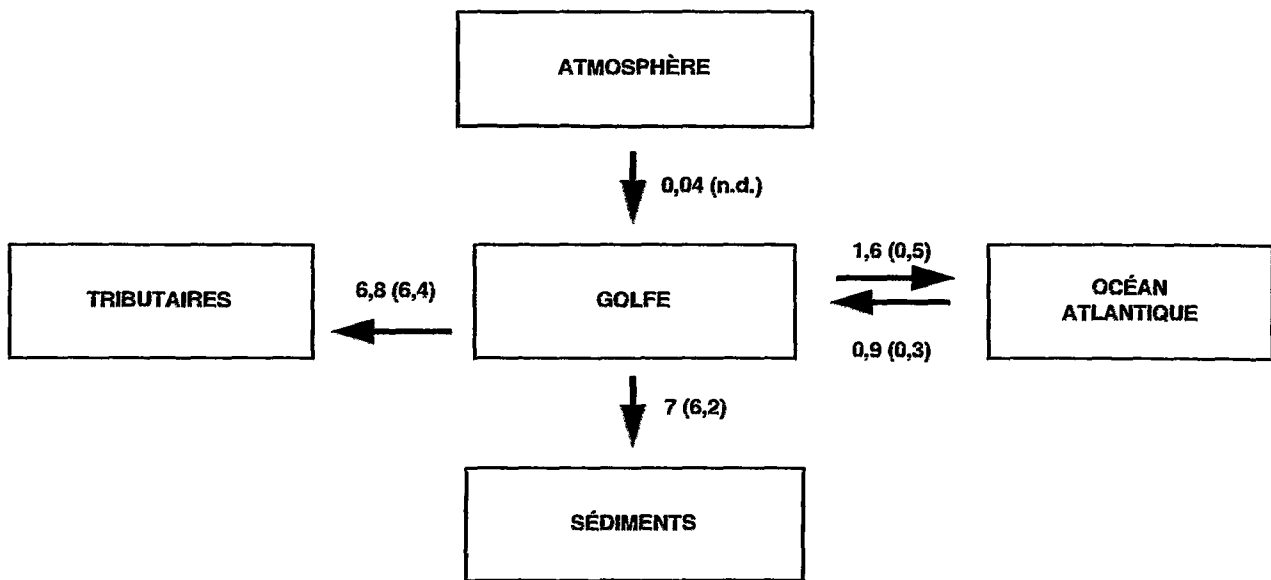 ATMOSPHÈRE
0,04 (n.d.)
TRIBUTAIRES
6,8 (6,4)
GOLFE
1,6 (0,5)
0,9 (0,3)
OCÉAN
ATLANTIQUE
7 (6,2)
SÉDIMENTS